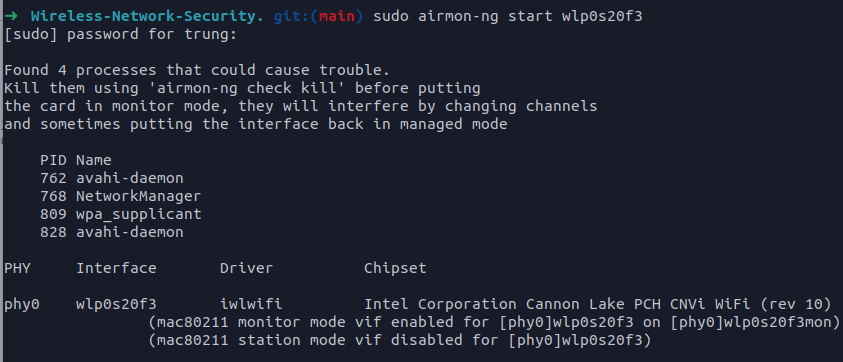 ➜ Wireless-Network-Security. git:(main) sudo airmon-ng start wlp0s20f3
[sudo] password for trung:
Found 4 processes that could cause trouble.
Kill them using 'airmon-ng check kill' before putting
the card in monitor mode, they will interfere by changing channels
and sometimes putting the interface back in managed mode
PID Name
762 avahi-daemon
768 NetworkManager
809 wpa_supplicant
828 avahi-daemon
PHY Interface Driver Chipset
phy0 wlp0s20f3 iwlwifi Intel Corporation Cannon Lake PCH CNVi WiFi (rev 10)
(mac80211 monitor mode vif enabled for [phy0]wlp0s20f3 on [phy0]wlp0s20f3mon)
(mac80211 station mode vif disabled for [phy0]wlp0s20f3)